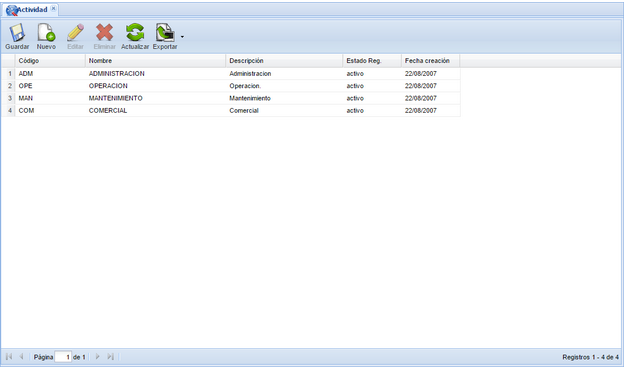 Actividad
Guardar Nuevo Editar Eliminar Actualizar Exportar
Código Nombre Descripción Estado Reg. Fecha creación
1 ADM ADMINISTRACION Administracion activo 22/08/2007
2 OPE OPERACION Operacion. activo 22/08/2007
3 MAN MANTENIMIENTO Mantenimiento activo 22/08/2007
4 COM COMERCIAL Comercial activo 22/08/2007
Página 1 de 1 Registros 1 - 4 de 4